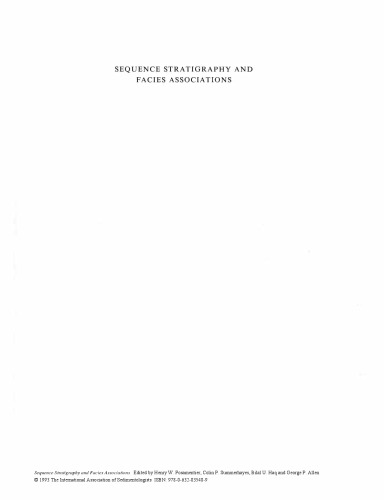 SEQUENCE STRATIGRAPHY AND
FACIES ASSOCIATIONS
Sequence Stratigraphy and Facies Associations Edited by Henry W. Posamentier, Colin P. Summerhayes, Bilal U. Haq and George P. Allen
© 1993 The International Association of Sedimentologists ISBN: 978-0-632-03548-9